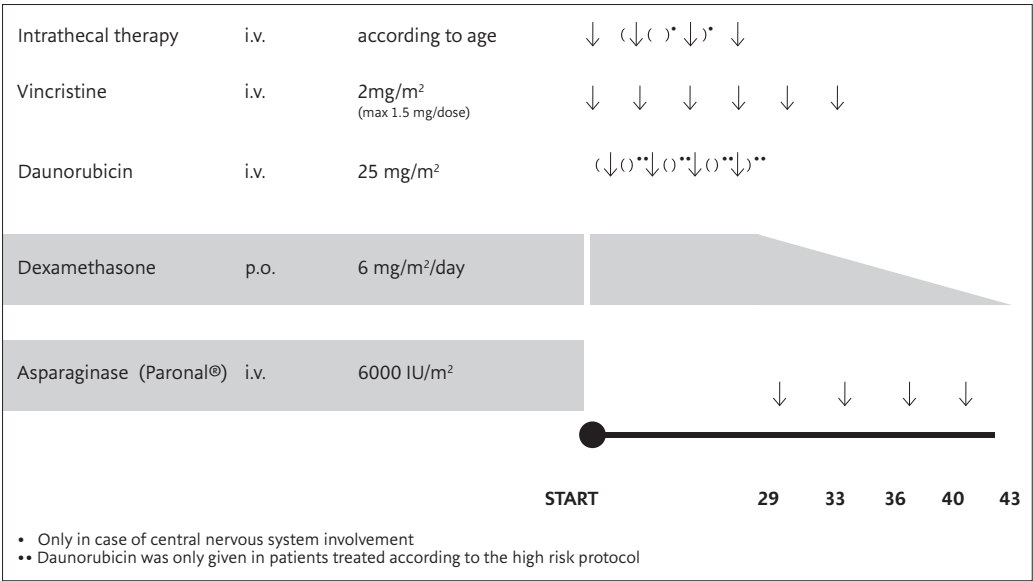 Intrathecal therapy i.v. according to age ↓ (↓( )• ↓)• ↓
Vincristine i.v. 2mg/m² ↓ ↓ ↓ ↓ ↓ ↓
(max 1.5 mg/dose)
Daunorubicin i.v. 25 mg/m² (↓()••↓()••↓()••↓)••
Dexamethasone p.o. 6 mg/m²/day
Asparaginase (Paronal®) i.v. 6000 IU/m² ↓ ↓ ↓ ↓
START 29 33 36 40 43
• Only in case of central nervous system involvement
•• Daunorubicin was only given in patients treated according to the high risk protocol